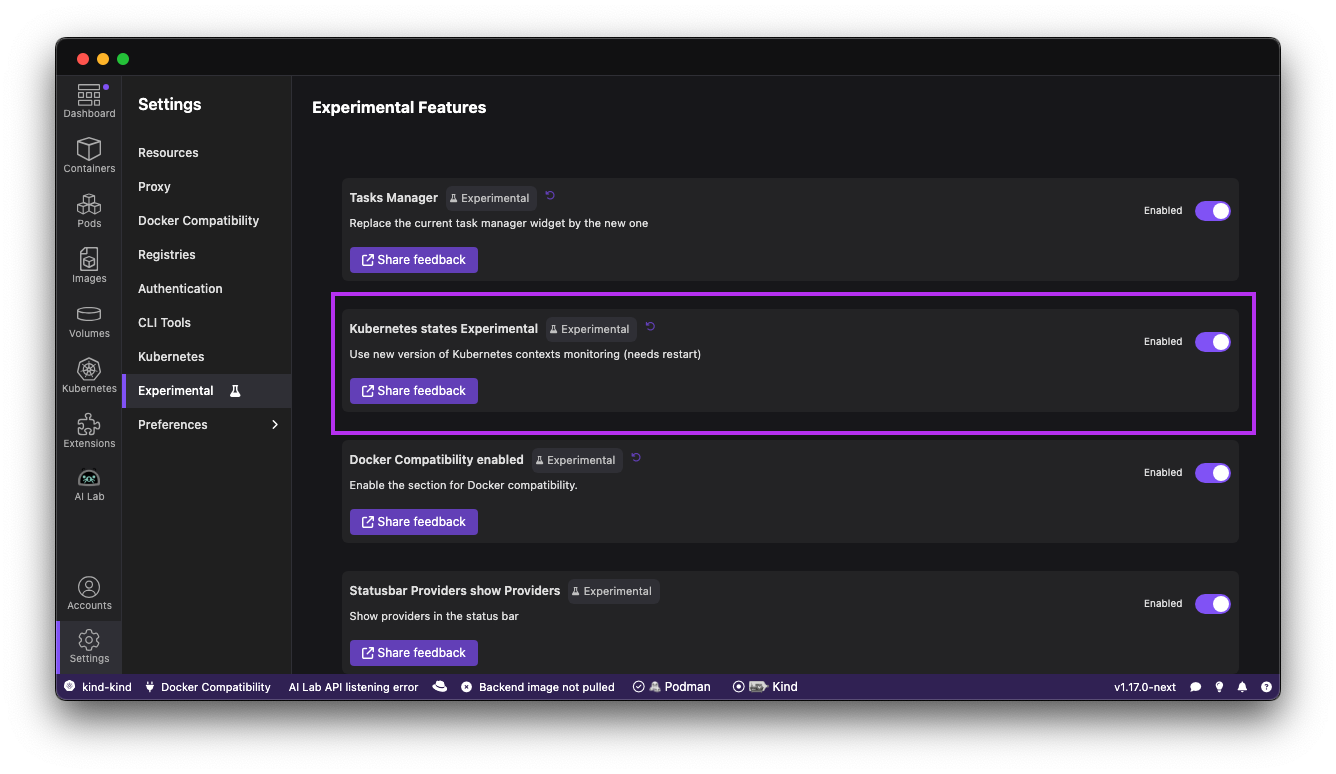 Dashboard
Containers
Pods
Images
Volumes
Kubernetes
Extensions
AI Lab
Accounts
Settings
Settings
Resources
Proxy
Docker Compatibility
Registries
Authentication
CLI Tools
Kubernetes
Experimental
Preferences
Experimental Features
Tasks Manager Experimental
Replace the current task manager widget by the new one
Share feedback
Enabled
Kubernetes states Experimental Experimental
Use new version of Kubernetes contexts monitoring (needs restart)
Share feedback
Enabled
Docker Compatibility enabled Experimental
Enable the section for Docker compatibility.
Share feedback
Enabled
Statusbar Providers show Providers Experimental
Show providers in the status bar
Share feedback
Enabled
kind-kind Docker Compatibility AI Lab API listening error Backend image not pulled Podman Kind v1.17.0-next